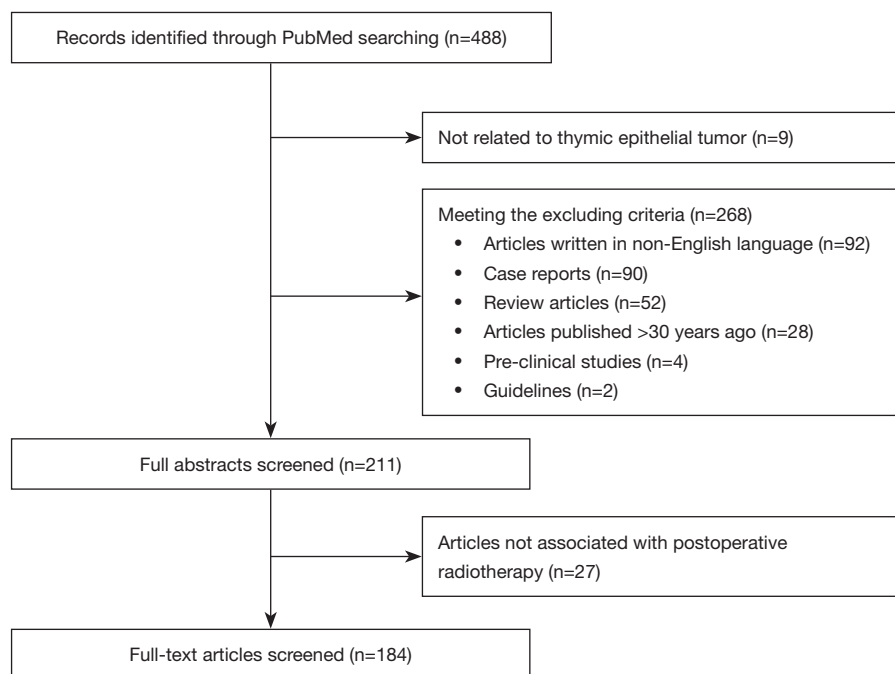 Records identified through PubMed searching (n=488)
Not related to thymic epithelial tumor (n=9)
Meeting the excluding criteria (n=268)
• Articles written in non-English language (n=92)
• Case reports (n=90)
• Review articles (n=52)
• Articles published >30 years ago (n=28)
• Pre-clinical studies (n=4)
• Guidelines (n=2)
Full abstracts screened (n=211)
Articles not associated with postoperative
radiotherapy (n=27)
Full-text articles screened (n=184)